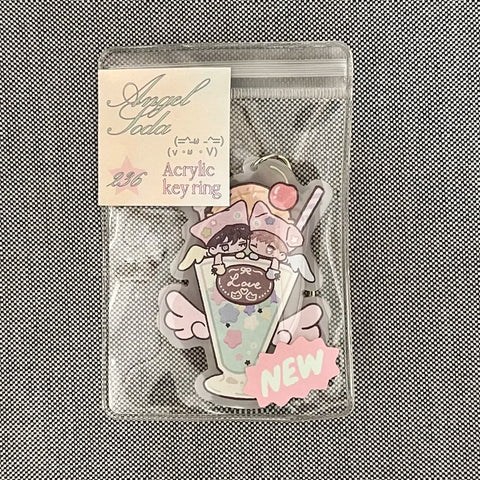 Angel
Soda
(=^-ω-^=)
(v・ω・V)
236
Acrylic
key ring
Love
NEW